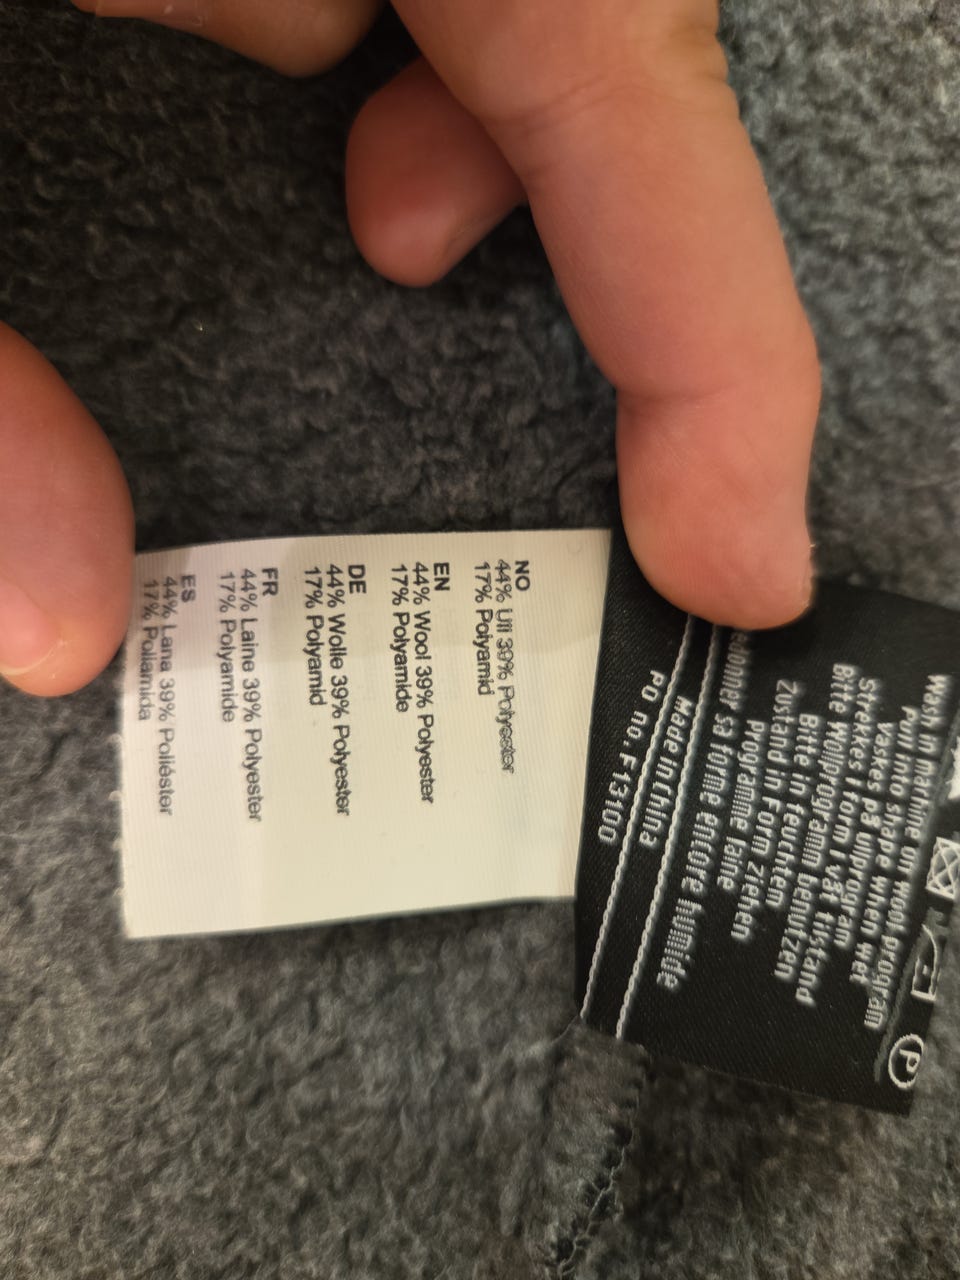 NO
44% Ull 39% Polyester
17% Polyamid
EN
44% Wool 39% Polyester
17% Polyamide
DE
44% Wolle 39% Polyester
17% Polyamid
FR
44% Laine 39% Polyester
17% Polyamide
ES
44% Lana 39% Poliéster
17% Poliamida
P
Wash in mathine on wool program
Pull into shape when wet
Vaskes på ullprogram
Strekkes i form i våt tilstand
Bitte Wollprogramm benutzen
Bitte in feuchtem
Zustand in Form ziehen
programme laine
sa forme encore humide
Made in China
PO no. F13100